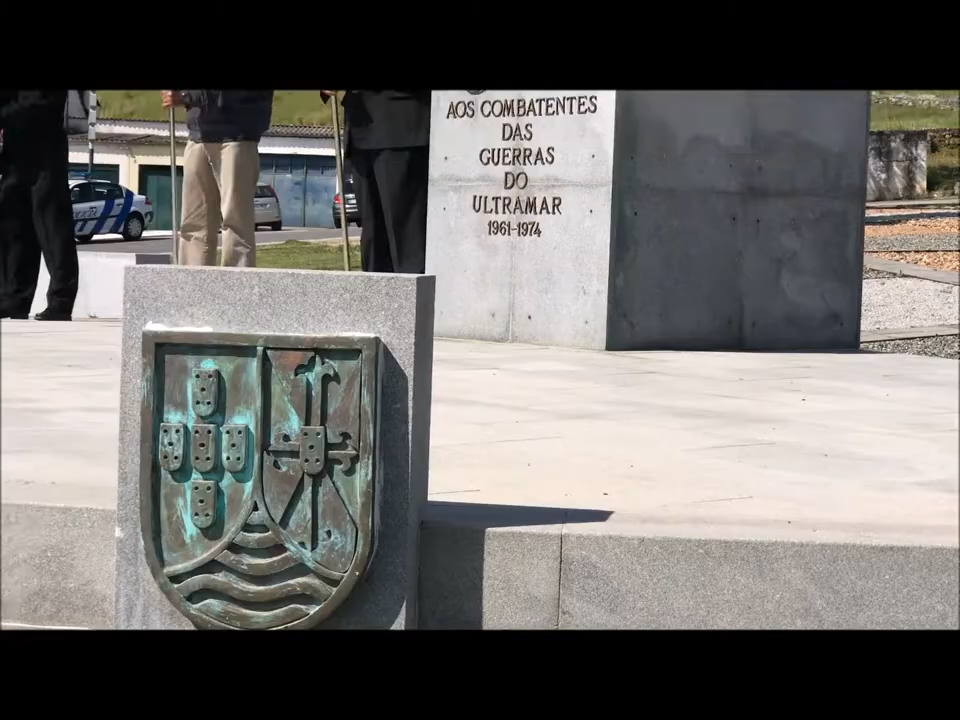 AOS COMBATENTES
DAS
GUERRAS
DO
ULTRAMAR
1961-1974